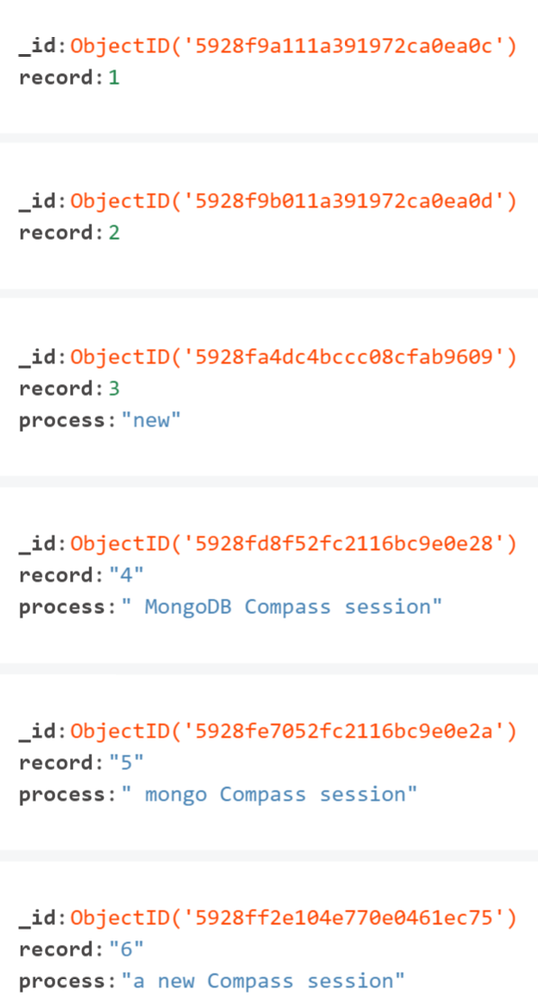 _id:ObjectID('5928f9a111a391972ca0ea0c')
record:1
_id:ObjectID('5928f9b011a391972ca0ea0d')
record:2
_id:ObjectID('5928fa4dc4bccc08cfab9609')
record:3
process:"new"
_id:ObjectID('5928fd8f52fc2116bc9e0e28')
record:"4"
process:" MongoDB Compass session"
_id:ObjectID('5928fe7052fc2116bc9e0e2a')
record:"5"
process:" mongo Compass session"
_id:ObjectID('5928ff2e104e770e0461ec75')
record:"6"
process:"a new Compass session"